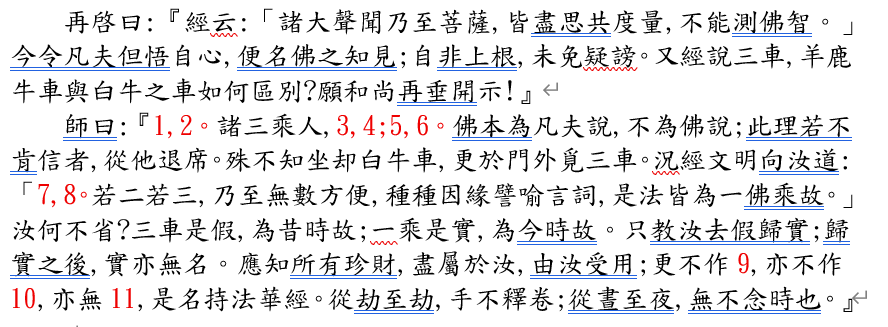 再啓曰:『經云:「諸大聲聞乃至菩薩,皆盡思共度量,不能測佛智。」
今令凡夫但悟自心,便名佛之知見;自非上根,未免疑謗。又經說三車,羊鹿
牛車與白牛之車如何區別?願和尚再垂開示!』
師曰:『1,2。諸三乘人,3,4;5,6。佛本為凡夫說,不為佛說;此理若不
肯信者,從他退席。殊不知坐却白牛車,更於門外覓三車。況經文明向汝道:
「7,8。若二若三,乃至無數方便,種種因緣譬喻言詞,是法皆為一佛乘故。」
汝何不省?三車是假,為昔時故;一乘是實,為今時故。只教汝去假歸實;歸
實之後,實亦無名。應知所有珍財,盡屬於汝,由汝受用;更不作 9,亦不作
10,亦無 11,是名持法華經。從劫至劫,手不釋卷;從晝至夜,無不念時也。』